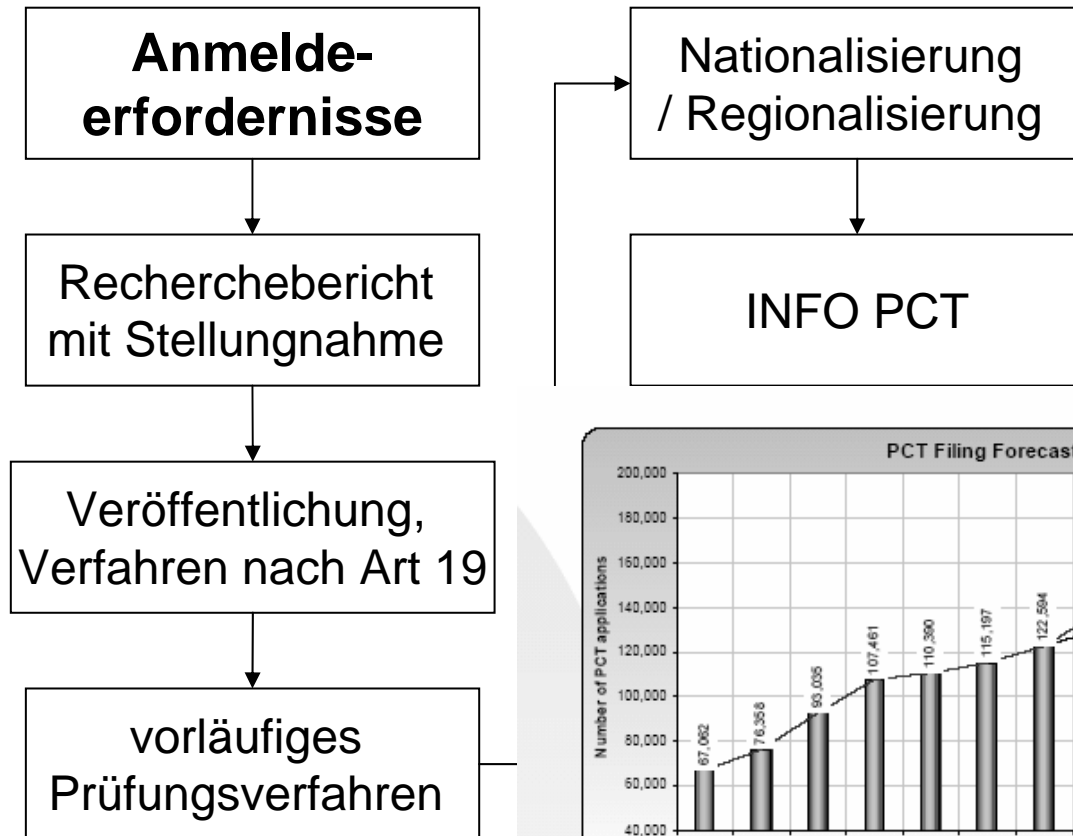 Anmelde-
erfordernisse
Recherchebericht
mit Stellungnahme
Veröffentlichung,
Verfahren nach Art 19
vorläufiges
Prüfungsverfahren
Nationalisierung
/ Regionalisierung
INFO PCT
PCT Filing Forecast
Number of PCT applications
200,000
180,000
160,000
140,000
120,000
100,000
80,000
60,000
40,000
67,062
76,358
93,035
107,461
110,390
115,197
122,594